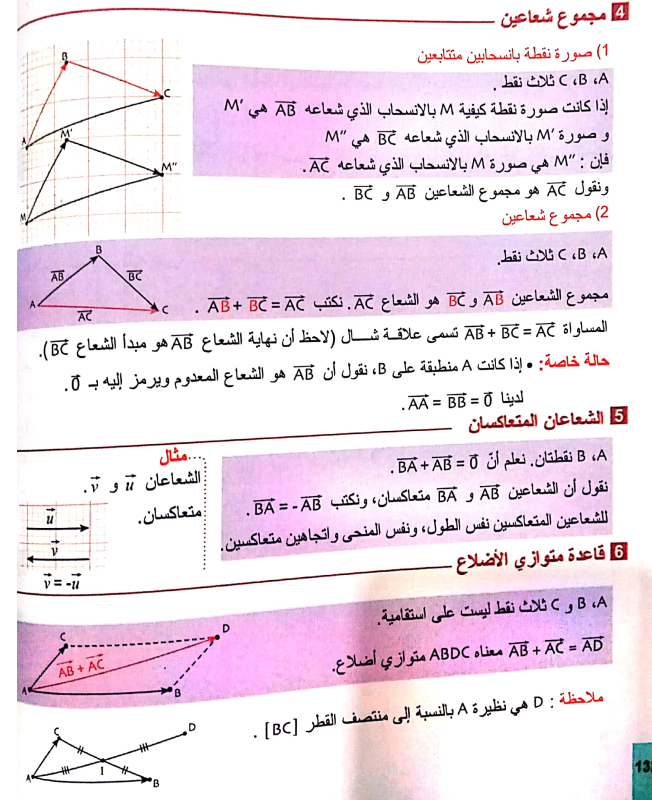 4 مجموع شعاعين
1) صورة نقطة بانسحابين متتابعين
A، B، C ثلاث نقط.
إذا كانت صورة نقطة كيفية M بالانسحاب الذي شعاعه $\overrightarrow{AB}$ هي M′
و صورة M′ بالانسحاب الذي شعاعه $\overrightarrow{BC}$ هي M″
فإن : M″ هي صورة M بالانسحاب الذي شعاعه $\overrightarrow{AC}$.
ونقول $\overrightarrow{AC}$ هو مجموع الشعاعين $\overrightarrow{AB}$ و $\overrightarrow{BC}$ .
B
C
A
M′
M″
M
2) مجموع شعاعين
A، B، C ثلاث نقط.
مجموع الشعاعين $\overrightarrow{AB}$ و $\overrightarrow{BC}$ هو الشعاع $\overrightarrow{AC}$. نكتب $\overrightarrow{AB} + \overrightarrow{BC} = \overrightarrow{AC}$ .
المساواة $\overrightarrow{AB} + \overrightarrow{BC} = \overrightarrow{AC}$ تسمى علاقة شـــال (لاحظ أن نهاية الشعاع $\overrightarrow{AB}$ هو مبدأ الشعاع $\overrightarrow{BC}$).
B
$\overrightarrow{AB}$ $\overrightarrow{BC}$
A C
$\overrightarrow{AC}$
حالة خاصة: • إذا كانت A منطبقة على B، نقول أن $\overrightarrow{AB}$ هو الشعاع المعدوم ويرمز إليه بـ $\vec{0}$.
لدينا $\overrightarrow{AA} = \overrightarrow{BB} = \vec{0}$.
5 الشعاعان المتعاكسان
A، B نقطتان. نعلم أنّ $\overrightarrow{BA} + \overrightarrow{AB} = \vec{0}$.
نقول أن الشعاعين $\overrightarrow{AB}$ و $\overrightarrow{BA}$ متعاكسان، ونكتب $\overrightarrow{BA} = -\overrightarrow{AB}$ .
للشعاعين المتعاكسين نفس الطول، ونفس المنحى واتجاهين متعاكسين.
مثال...
الشعاعان $\vec{u}$ و $\vec{v}$.
متعاكسان.
$\vec{u}$
$\vec{v}$
$\vec{v} = -\vec{u}$
6 قاعدة متوازي الأضلاع
A، B و C ثلاث نقط ليست على استقامية.
$\overrightarrow{AB} + \overrightarrow{AC} = \overrightarrow{AD}$ معناه ABDC متوازي أضلاع.
C
D
$\overrightarrow{AB} + \overrightarrow{AC}$
A
B
ملاحظة : D هي نظيرة A بالنسبة إلى منتصف القطر [BC] .
C
D
I
A
B